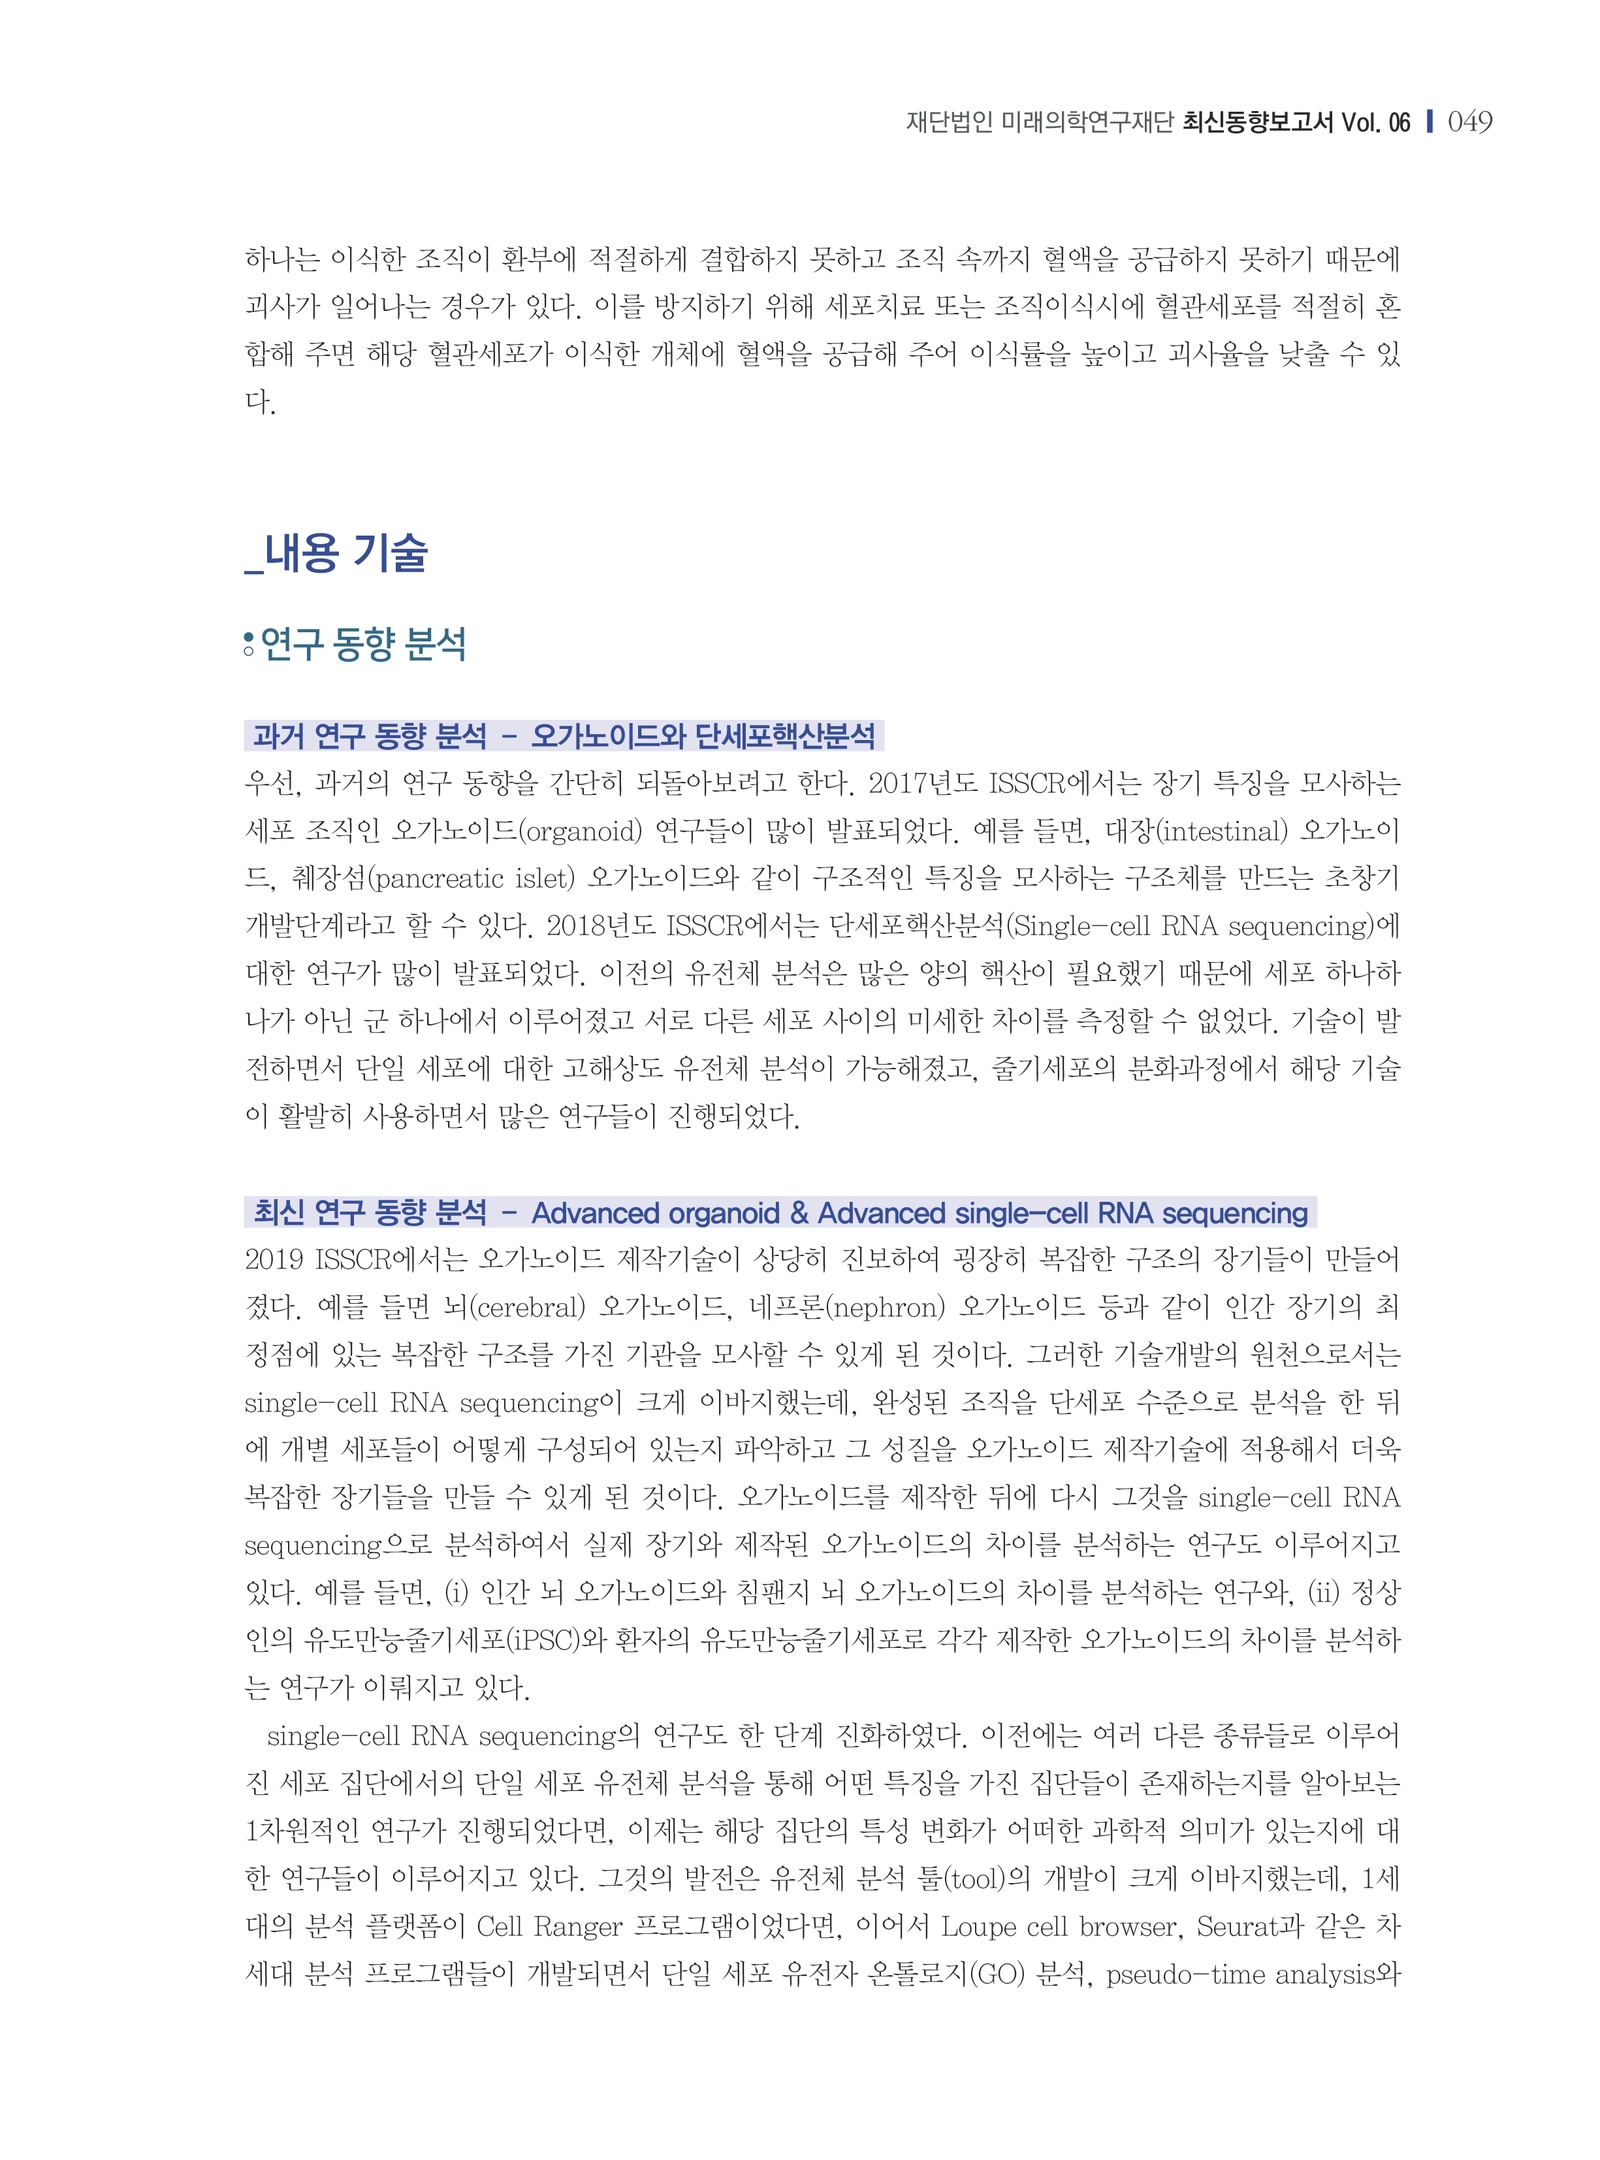 재단법인 미래의학연구재단 최신동향보고서 Vol. 06 049
하나는 이식한 조직이 환부에 적절하게 결합하지 못하고 조직 속까지 혈액을 공급하지 못하기 때문에
괴사가 일어나는 경우가 있다. 이를 방지하기 위해 세포치료 또는 조직이식시에 혈관세포를 적절히 혼
합해 주면 해당 혈관세포가 이식한 개체에 혈액을 공급해 주어 이식률을 높이고 괴사율을 낮출 수 있
다.
_내용 기술
연구 동향 분석
과거 연구 동향 분석 - 오가노이드와 단세포핵산분석
우선, 과거의 연구 동향을 간단히 되돌아보려고 한다. 2017년도 ISSCR에서는 장기 특징을 모사하는
세포 조직인 오가노이드(organoid) 연구들이 많이 발표되었다. 예를 들면, 대장(intestinal) 오가노이
드, 췌장섬(pancreatic islet) 오가노이드와 같이 구조적인 특징을 모사하는 구조체를 만드는 초창기
개발단계라고 할 수 있다. 2018년도 ISSCR에서는 단세포핵산분석(Single-cell RNA sequencing)에
대한 연구가 많이 발표되었다. 이전의 유전체 분석은 많은 양의 핵산이 필요했기 때문에 세포 하나하
나가 아닌 군 하나에서 이루어졌고 서로 다른 세포 사이의 미세한 차이를 측정할 수 없었다. 기술이 발
전하면서 단일 세포에 대한 고해상도 유전체 분석이 가능해졌고, 줄기세포의 분화과정에서 해당 기술
이 활발히 사용하면서 많은 연구들이 진행되었다.
최신 연구 동향 분석 - Advanced organoid & Advanced single-cell RNA sequencing
2019 ISSCR에서는 오가노이드 제작기술이 상당히 진보하여 굉장히 복잡한 구조의 장기들이 만들어
졌다. 예를 들면 뇌(cerebral) 오가노이드, 네프론(nephron) 오가노이드 등과 같이 인간 장기의 최
정점에 있는 복잡한 구조를 가진 기관을 모사할 수 있게 된 것이다. 그러한 기술개발의 원천으로서는
single-cell RNA sequencing이 크게 이바지했는데, 완성된 조직을 단세포 수준으로 분석을 한 뒤
에 개별 세포들이 어떻게 구성되어 있는지 파악하고 그 성질을 오가노이드 제작기술에 적용해서 더욱
복잡한 장기들을 만들 수 있게 된 것이다. 오가노이드를 제작한 뒤에 다시 그것을 single-cell RNA
sequencing으로 분석하여서 실제 장기와 제작된 오가노이드의 차이를 분석하는 연구도 이루어지고
있다. 예를 들면, (i) 인간 뇌 오가노이드와 침팬지 뇌 오가노이드의 차이를 분석하는 연구와, (ii) 정상
인의 유도만능줄기세포(iPSC)와 환자의 유도만능줄기세포로 각각 제작한 오가노이드의 차이를 분석하
는 연구가 이뤄지고 있다.
single-cell RNA sequencing의 연구도 한 단계 진화하였다. 이전에는 여러 다른 종류들로 이루어
진 세포 집단에서의 단일 세포 유전체 분석을 통해 어떤 특징을 가진 집단들이 존재하는지를 알아보는
1차원적인 연구가 진행되었다면, 이제는 해당 집단의 특성 변화가 어떠한 과학적 의미가 있는지에 대
한 연구들이 이루어지고 있다. 그것의 발전은 유전체 분석 툴(tool)의 개발이 크게 이바지했는데, 1세
대의 분석 플랫폼이 Cell Ranger 프로그램이었다면, 이어서 Loupe cell browser, Seurat과 같은 차
세대 분석 프로그램들이 개발되면서 단일 세포 유전자 온톨로지(GO) 분석, pseudo-time analysis와